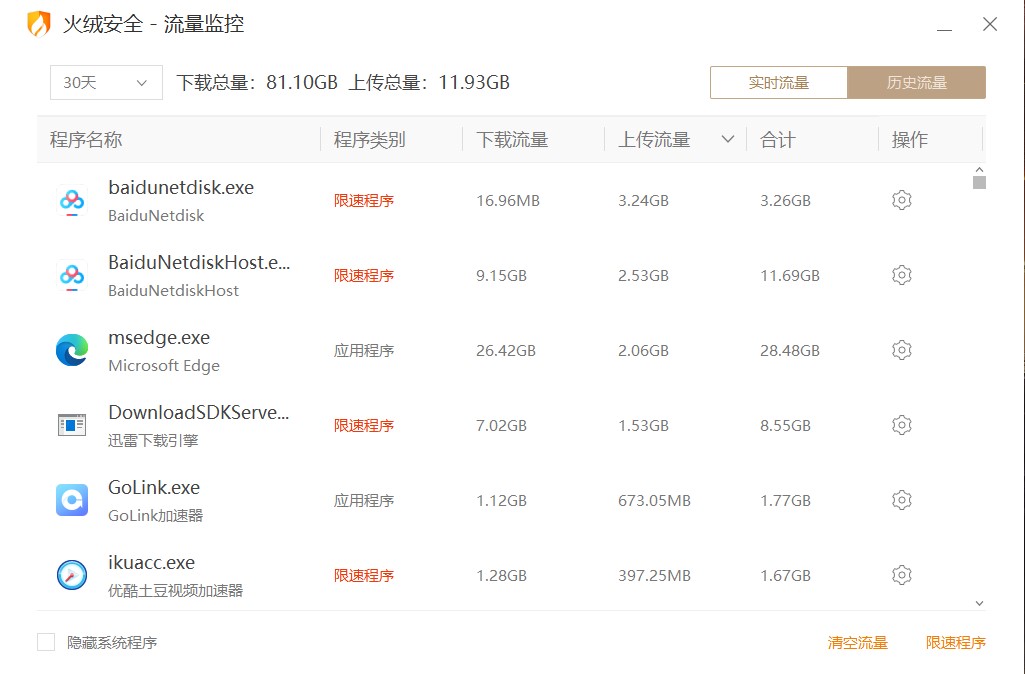 火绒安全 - 流量监控
30天 下载总量：81.10GB 上传总量：11.93GB 实时流量 历史流量
程序名称 程序类别 下载流量 上传流量 合计 操作
baidunetdisk.exe
BaiduNetdisk
限速程序 16.96MB 3.24GB 3.26GB
BaiduNetdiskHost.e...
BaiduNetdiskHost
限速程序 9.15GB 2.53GB 11.69GB
msedge.exe
Microsoft Edge
应用程序 26.42GB 2.06GB 28.48GB
DownloadSDKServe...
迅雷下载引擎
限速程序 7.02GB 1.53GB 8.55GB
GoLink.exe
GoLink加速器
应用程序 1.12GB 673.05MB 1.77GB
ikuacc.exe
优酷土豆视频加速器
限速程序 1.28GB 397.25MB 1.67GB
隐藏系统程序 清空流量 限速程序